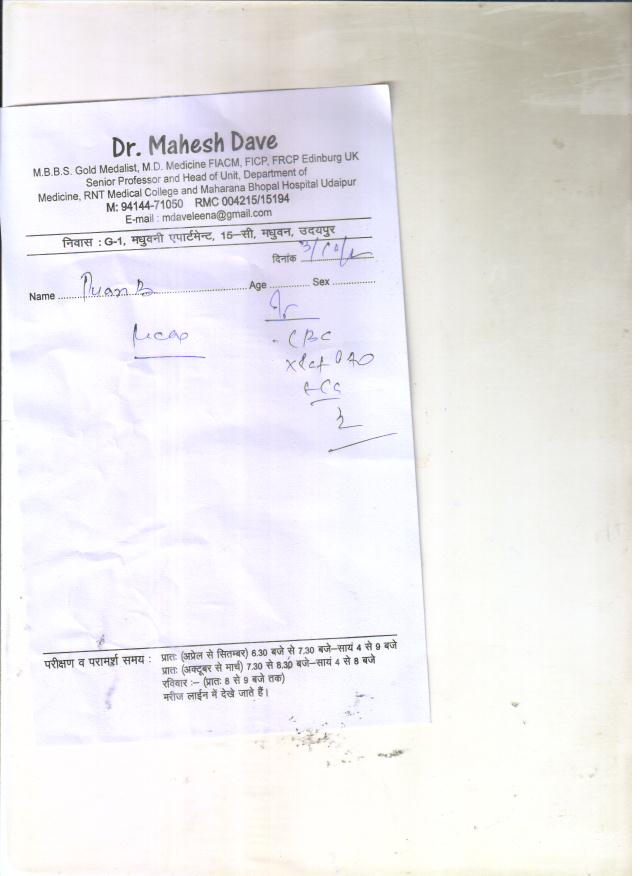 Dr. Mahesh Dave
M.B.B.S. Gold Medalist, M.D. Medicine FIACM, FICP, FRCP Edinburg UK
Senior Professor and Head of Unit, Department of
Medicine, RNT Medical College and Maharana Bhopal Hospital Udaipur
M: 94144-71050 RMC 004215/15194
E-mail : mdaveleena@gmail.com
निवास : G-1, मधुवनी एपार्टमेन्ट, 15-सी, मधुवन, उदयपुर
दिनांक
Name Age Sex
CBC
परीक्षण व परामर्श समय : प्रातः (अप्रेल से सितम्बर) 6.30 बजे से 7.30 बजे-सायं 4 से 9 बजे
प्रातः (अक्टूबर से मार्च) 7.30 से 8.30 बजे-सायं 4 से 8 बजे
रविवार :- (प्रातः 8 से 9 बजे तक)
मरीज लाईन में देखे जाते हैं।